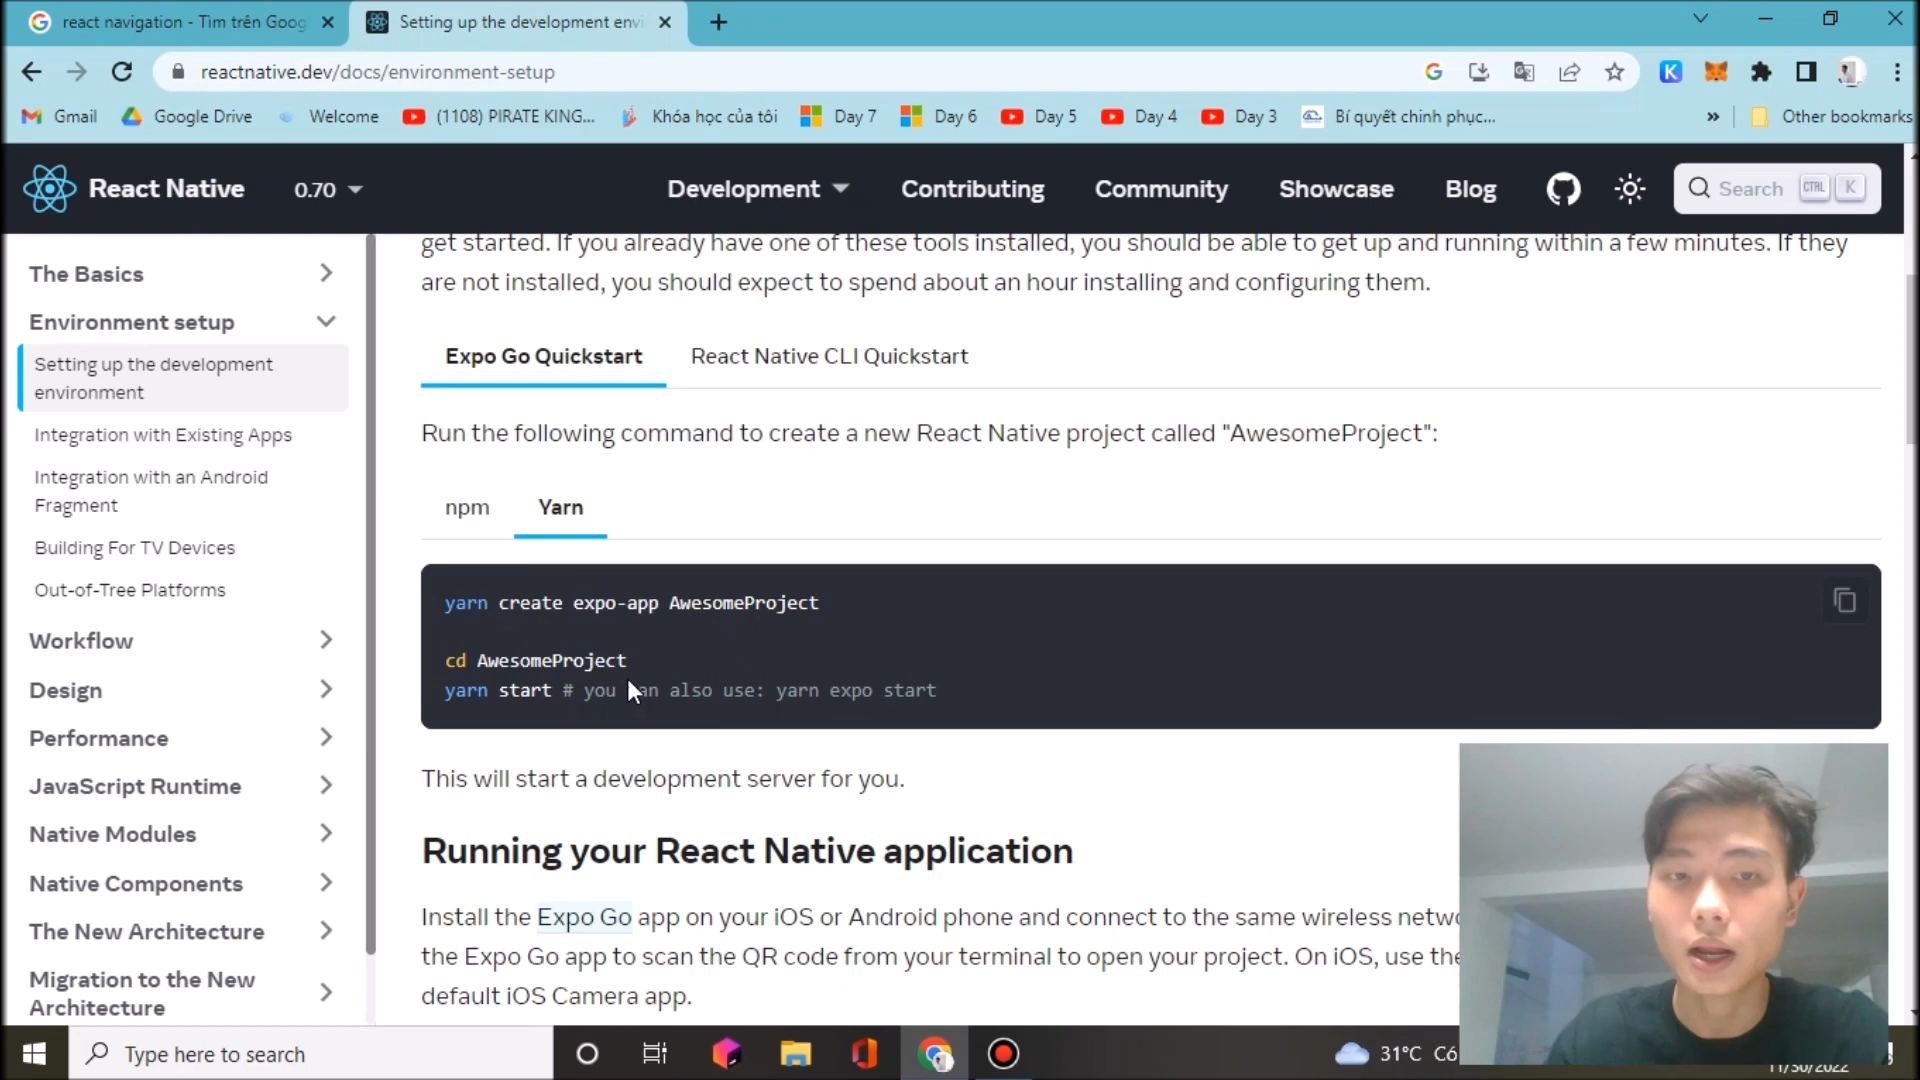 react navigation - Tìm trên Goog
Setting up the development envi
reactnative.dev/docs/environment-setup
Gmail
Google Drive
Welcome
(1108) PIRATE KING...
Khóa học của tôi
Day 7
Day 6
Day 5
Day 4
Day 3
Bí quyết chinh phục...
»
Other bookmarks
React Native
0.70
Development
Contributing
Community
Showcase
Blog
Search
CTRL
K
The Basics
Environment setup
Setting up the development
environment
Integration with Existing Apps
Integration with an Android
Fragment
Building For TV Devices
Out-of-Tree Platforms
Workflow
Design
Performance
JavaScript Runtime
Native Modules
Native Components
The New Architecture
Migration to the New
Architecture
get started. If you already have one of these tools installed, you should be able to get up and running within a few minutes. If they
are not installed, you should expect to spend about an hour installing and configuring them.
Expo Go Quickstart
React Native CLI Quickstart
Run the following command to create a new React Native project called "AwesomeProject":
npm
Yarn
yarn create expo-app AwesomeProject
cd AwesomeProject
yarn start # you can also use: yarn expo start
This will start a development server for you.
Running your React Native application
Install the Expo Go app on your iOS or Android phone and connect to the same wireless netwo
the Expo Go app to scan the QR code from your terminal to open your project. On iOS, use the
default iOS Camera app.
Type here to search
31°C Có
11/30/2022